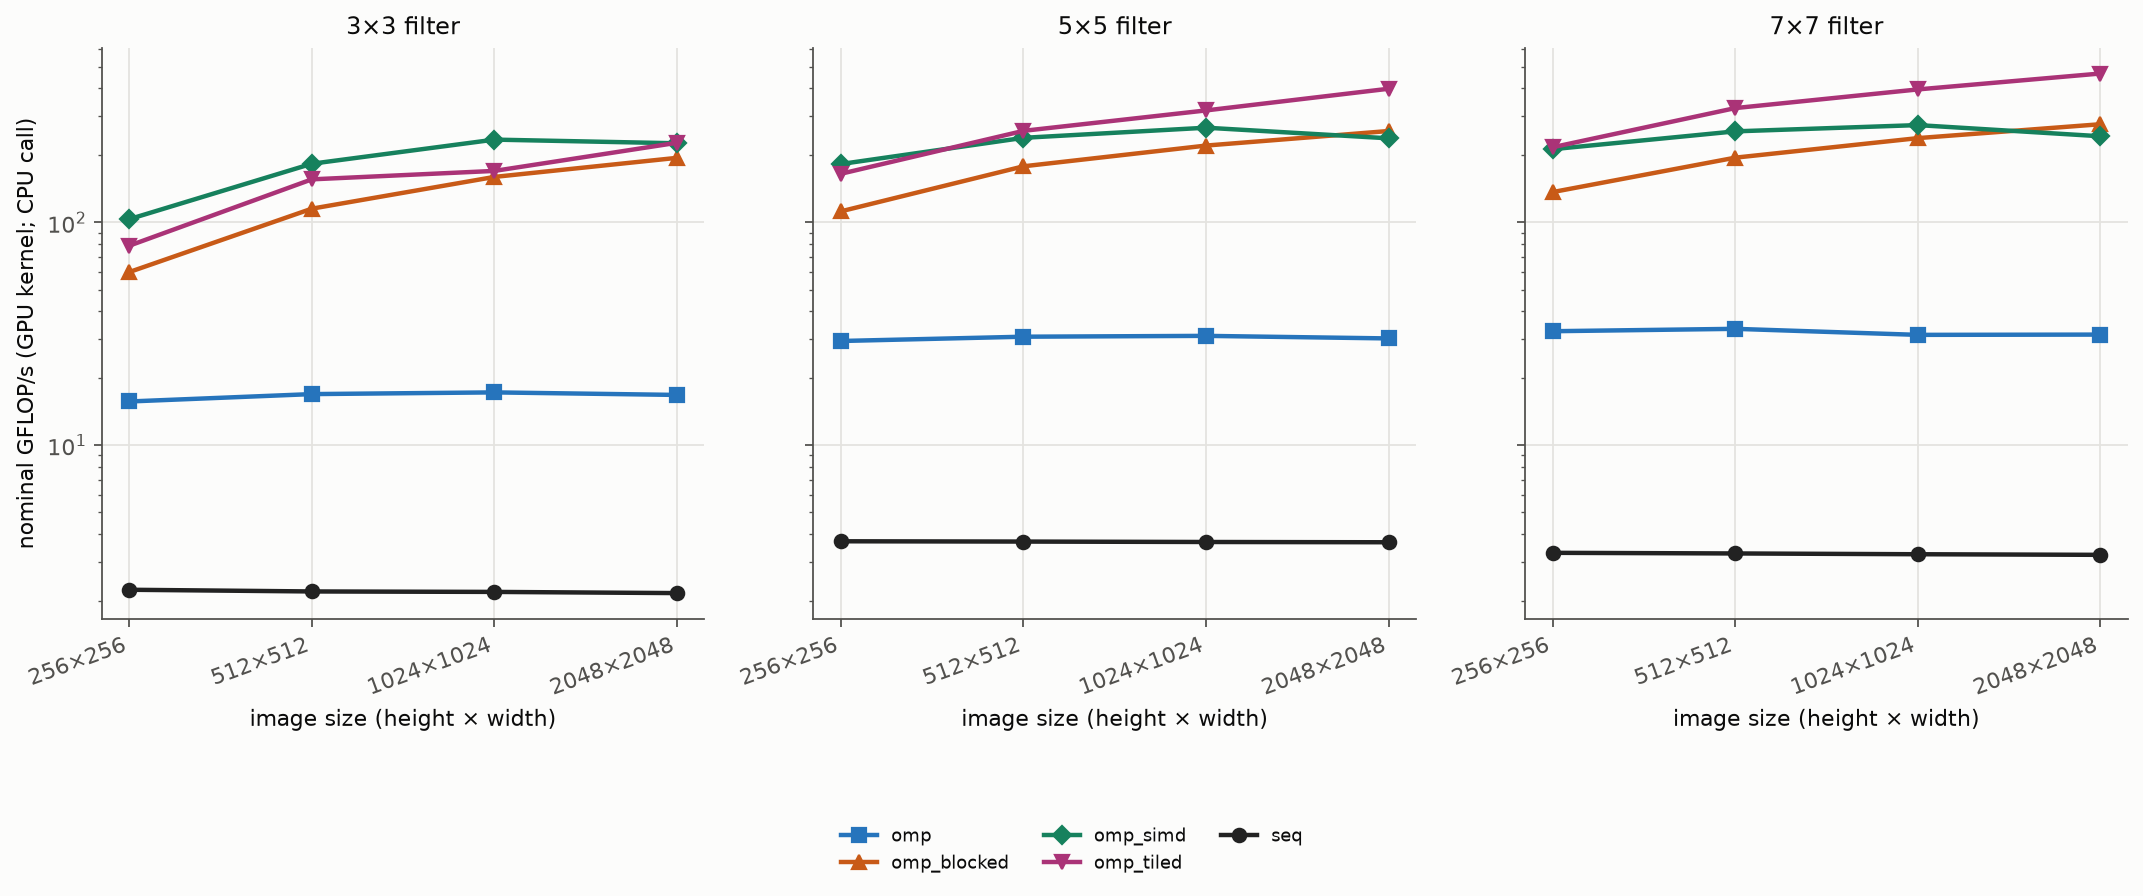 3×3 filter
5×5 filter
7×7 filter
nominal GFLOP/s (GPU kernel; CPU call)
10²
10¹
256×256
512×512
1024×1024
2048×2048
256×256
512×512
1024×1024
2048×2048
256×256
512×512
1024×1024
2048×2048
image size (height × width)
image size (height × width)
image size (height × width)
omp
omp_blocked
omp_simd
omp_tiled
seq